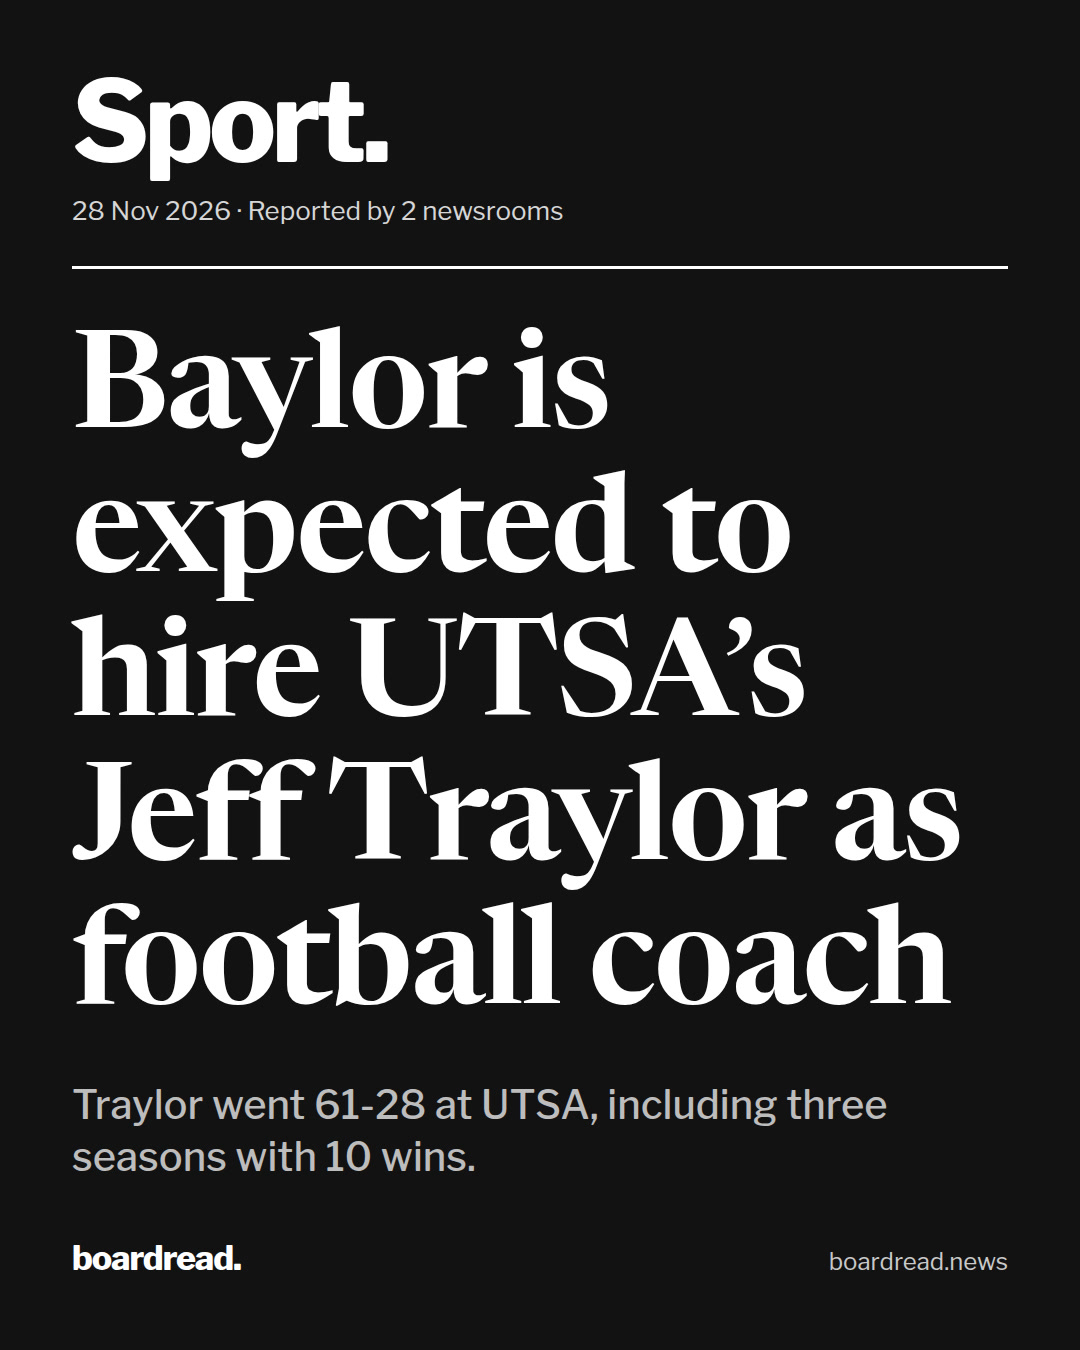 Sport.
28 Nov 2026 · Reported by 2 newsrooms
Baylor is
expected to
hire UTSA’s
Jeff Traylor as
football coach
Traylor went 61-28 at UTSA, including three
seasons with 10 wins.
boardread.
boardread.news